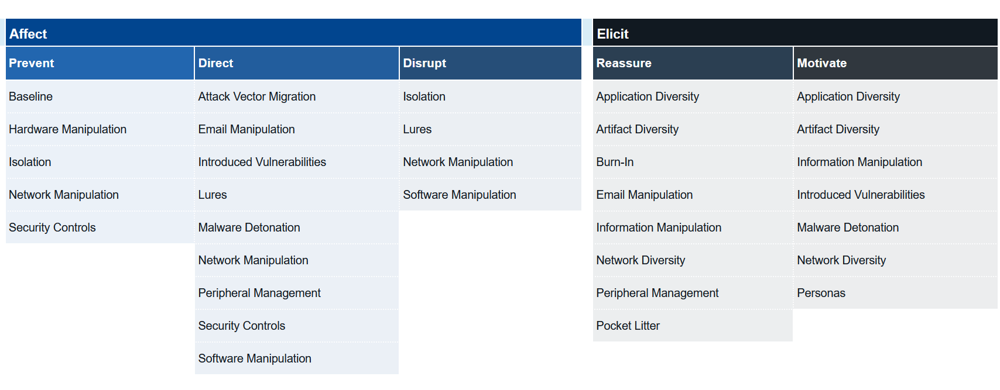 Affect
Elicit
Prevent
Direct
Disrupt
Reassure
Motivate
Baseline
Attack Vector Migration
Isolation
Application Diversity
Application Diversity
Hardware Manipulation
Email Manipulation
Lures
Artifact Diversity
Artifact Diversity
Isolation
Introduced Vulnerabilities
Network Manipulation
Burn-In
Information Manipulation
Network Manipulation
Lures
Software Manipulation
Email Manipulation
Introduced Vulnerabilities
Security Controls
Malware Detonation
Information Manipulation
Malware Detonation
Network Manipulation
Network Diversity
Network Diversity
Peripheral Management
Peripheral Management
Personas
Security Controls
Pocket Litter
Software Manipulation